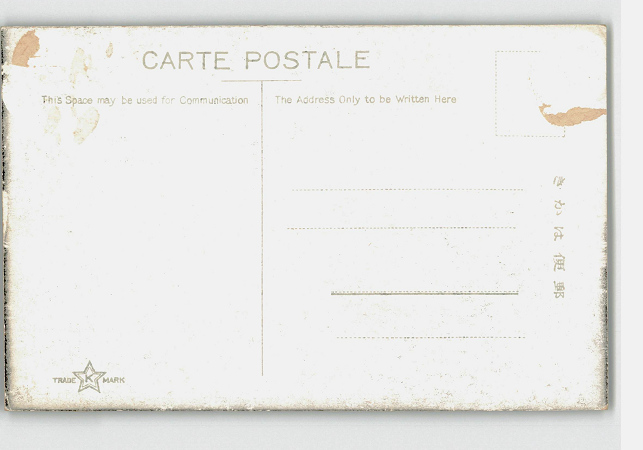 CARTE POSTALE
This Space may be used for Communication
The Address Only to be Written Here
きかは便郵
TRADE K MARK